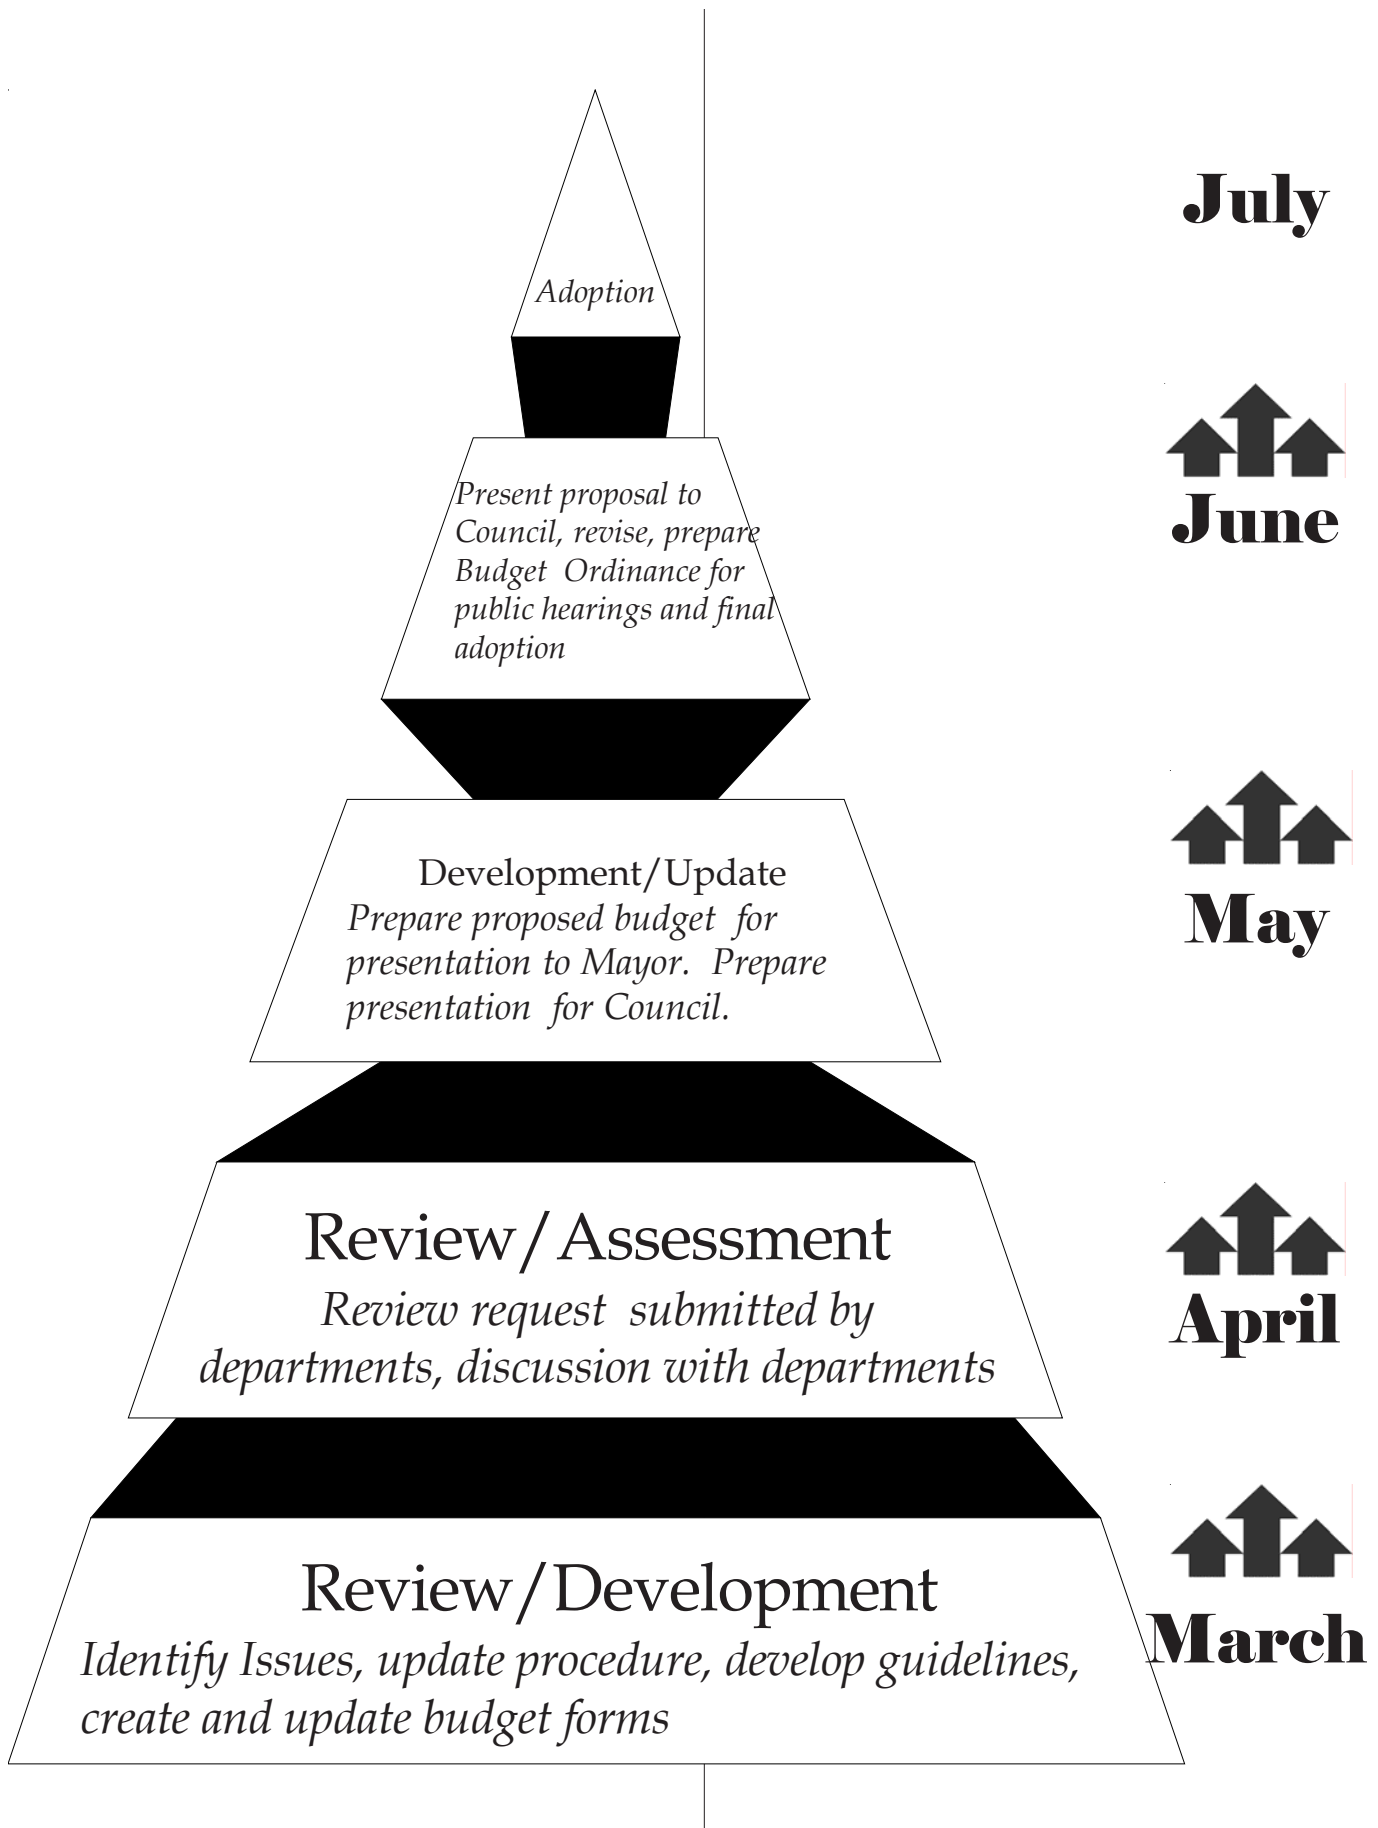 July
Adoption
June
Present proposal to
Council, revise, prepare
Budget Ordinance for
public hearings and final
adoption
May
Development/Update
Prepare proposed budget for
presentation to Mayor. Prepare
presentation for Council.
April
Review/Assessment
Review request submitted by
departments, discussion with departments
March
Review/Development
Identify Issues, update procedure, develop guidelines,
create and update budget forms